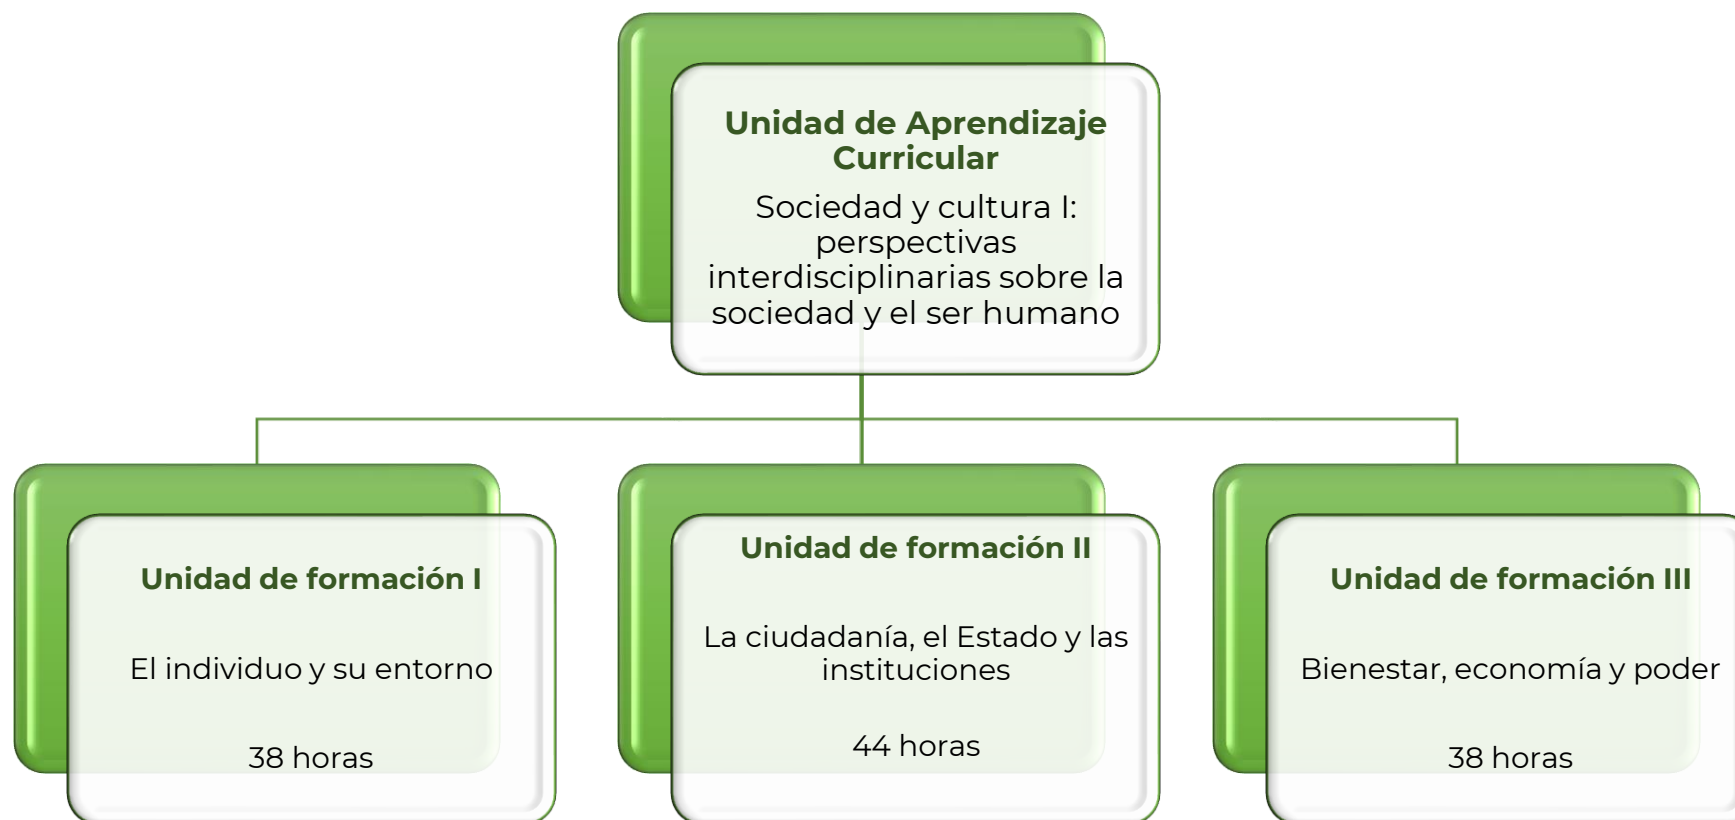 Unidad de Aprendizaje
Curricular
Sociedad y cultura I:
perspectivas
interdisciplinarias sobre la
sociedad y el ser humano
Unidad de formación I
El individuo y su entorno
38 horas
Unidad de formación II
La ciudadanía, el Estado y las
instituciones
44 horas
Unidad de formación III
Bienestar, economía y poder
38 horas